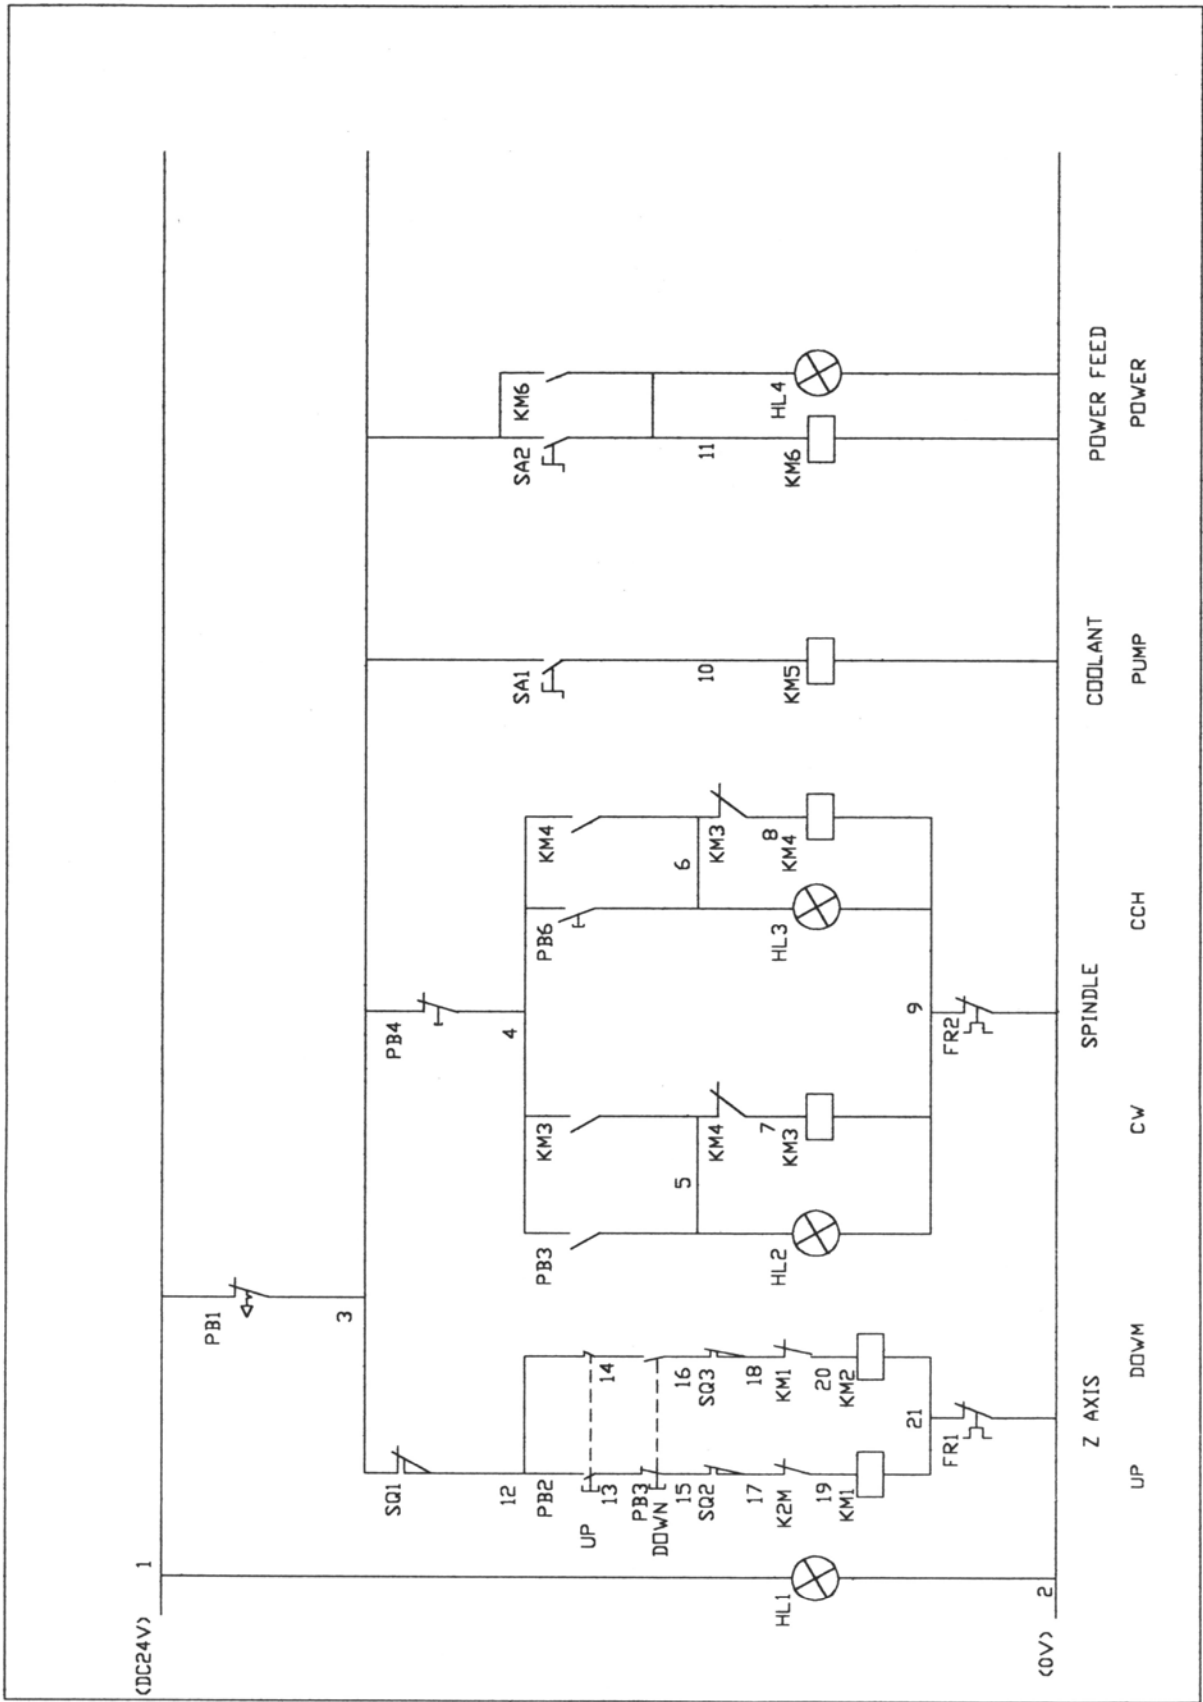 (DC24V)
1
PB1
3
SQ1
PB4
12
4
PB2
UP
13
14
PB3
DOWN
15
16
SQ2
SQ3
17
18
K2M
KM1
19
20
KM1
KM2
21
FR1
HL1
2
(0V)
PB3
KM3
5
KM4
7
HL2
KM3
PB6
KM4
6
KM3
8
HL3
KM4
9
FR2
SA1
10
KM5
SA2
KM6
11
KM6
HL4
Z AXIS
UP
DOWM
SPINDLE
CW
CCH
COOLANT
PUMP
POWER FEED
POWER